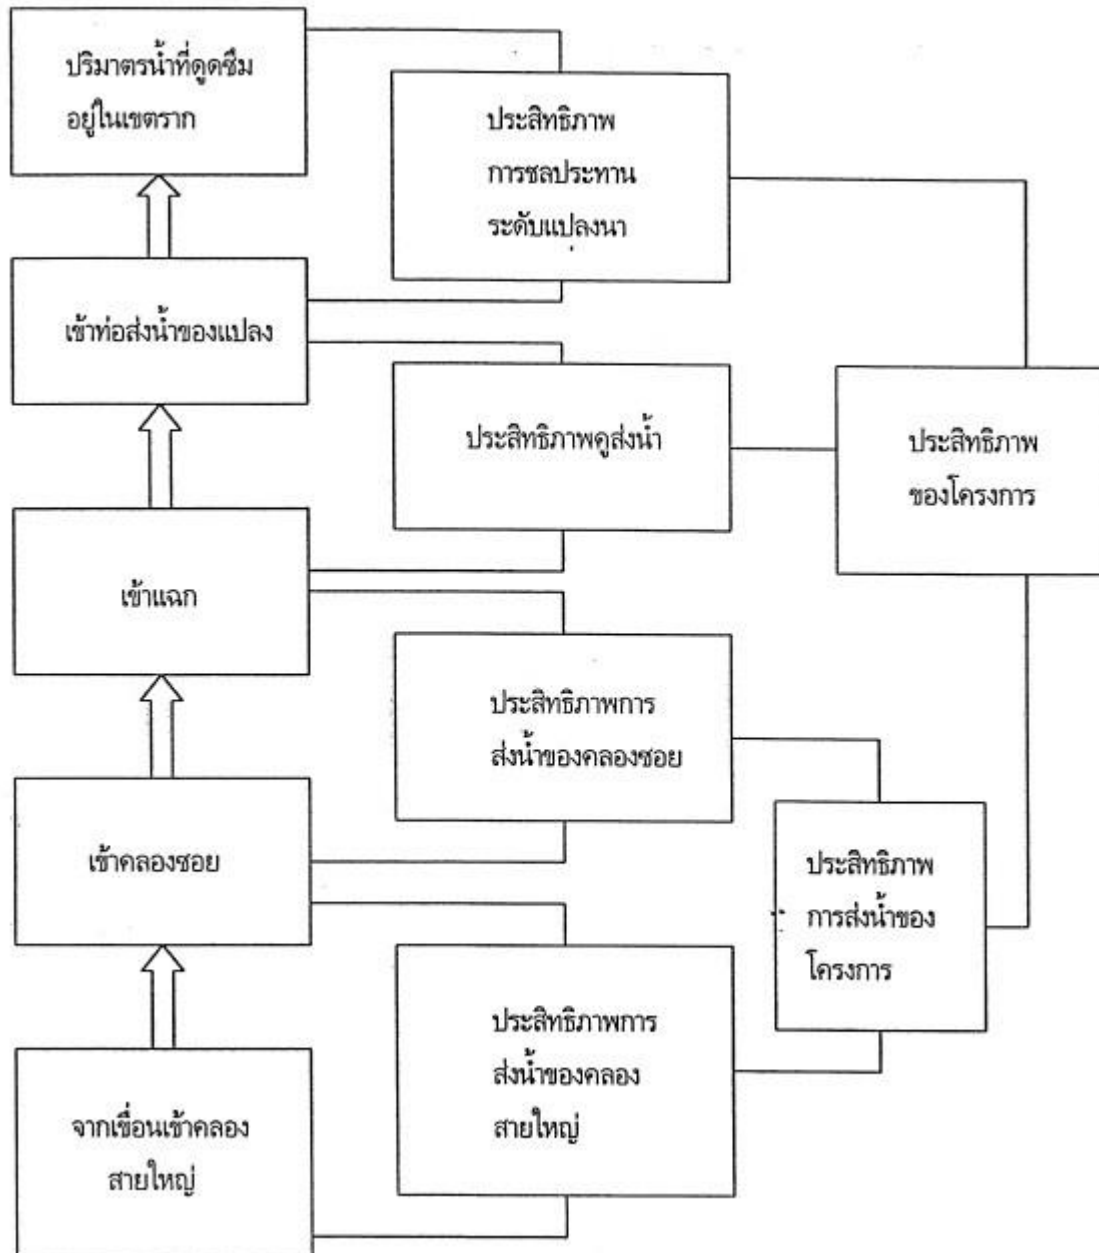 ปริมาตรน้ำที่ดูดซึม
อยู่ในเขตราก
ประสิทธิภาพ
การชลประทาน
ระดับแปลงนา
เข้าท่อส่งน้ำของแปลง
ประสิทธิภาพคูส่งน้ำ
ประสิทธิภาพ
ของโครงการ
เข้าแฉก
ประสิทธิภาพการ
ส่งน้ำของคลองซอย
เข้าคลองซอย
ประสิทธิภาพ
การส่งน้ำของ
โครงการ
ประสิทธิภาพการ
ส่งน้ำของคลอง
สายใหญ่
จากเขื่อนเข้าคลอง
สายใหญ่